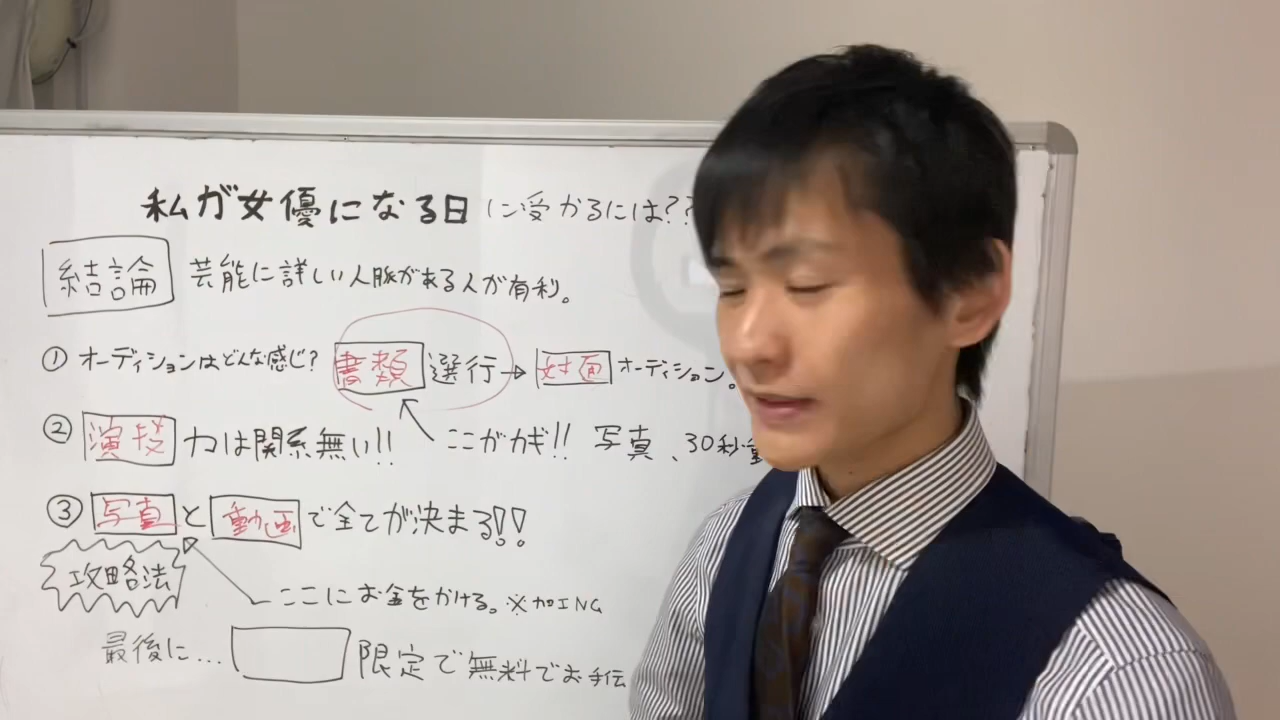 私が女優になる日に受かるには??
結論 芸能に詳しい人脈がある人が有利。
① オーディションはどんな感じ? 書類選行→対面オーディション。
② 演技力は関係無い!! ここがカギ!! 写真、30秒
③ 写真と動画で全てが決まる!!
攻略法
ここにお金をかける。※加工NG
最後に... 限定で無料でお手伝